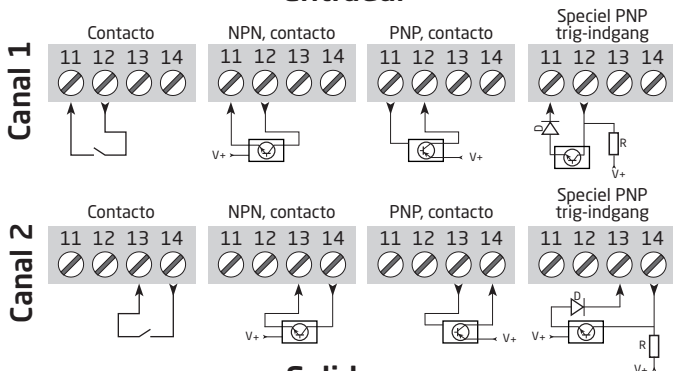 Speciel PNP
Contacto NPN, contacto PNP, contacto trig-indgang
Canal 1
11 12 13 14 11 12 13 14 11 12 13 14 11 12 13 14
D
R
V+ V+ V+
Speciel PNP
Contacto NPN, contacto PNP, contacto trig-indgang
Canal 2
11 12 13 14 11 12 13 14 11 12 13 14 11 12 13 14
D
V+ V+ V+
R
V+